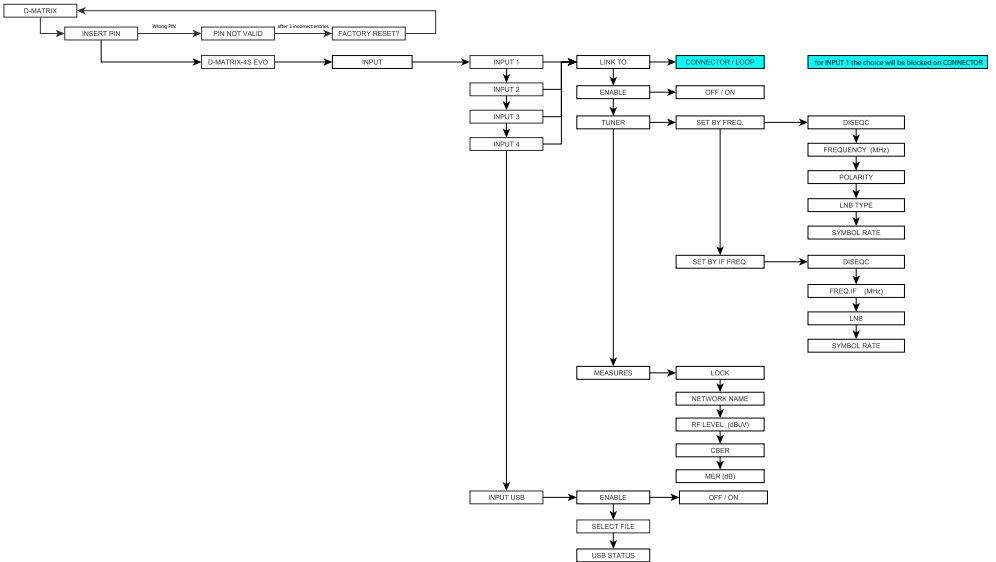 D-MATRIX
INSERT PIN
Wrong PIN
PIN NOT VALID
after 3 incorrect entries
FACTORY RESET?
D-MATRIX-4S EVO
INPUT
INPUT 1
LINK TO
CONNECTOR / LOOP
for INPUT 1 the choice will be blocked on CONNECTOR
INPUT 2
ENABLE
OFF / ON
INPUT 3
TUNER
SET BY FREQ.
DISEQC
INPUT 4
FREQUENCY (MHz)
POLARITY
LNB TYPE
SYMBOL RATE
SET BY IF FREQ.
DISEQC
FREQ.IF (MHz)
LNB
SYMBOL RATE
MEASURES
LOCK
NETWORK NAME
RF LEVEL (dBuV)
CBER
MER (dB)
INPUT USB
ENABLE
OFF / ON
SELECT FILE
USB STATUS